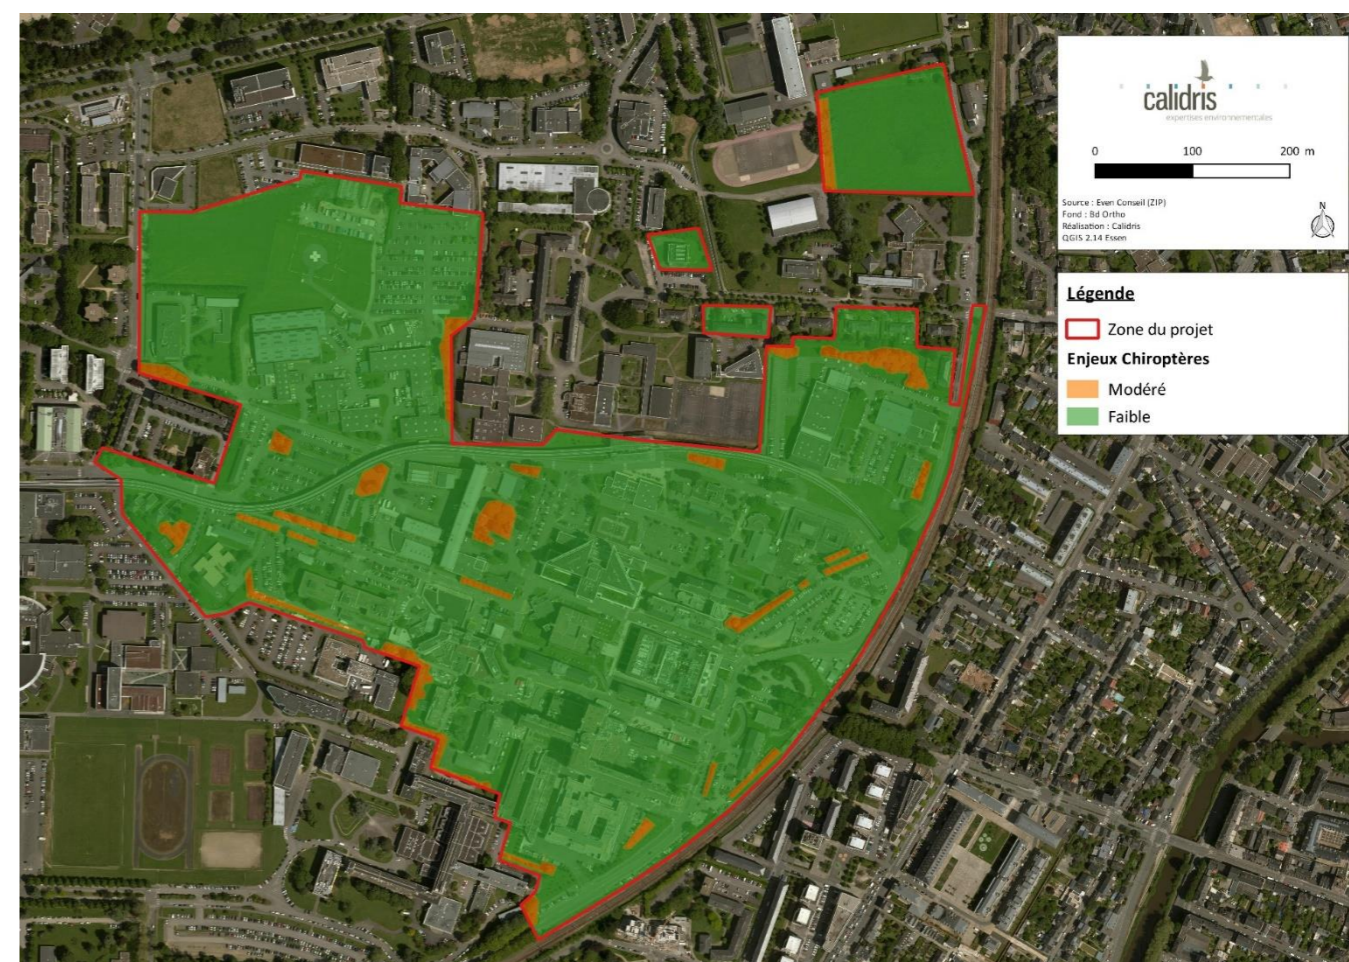 calidris
expertises environnementales
0 100 200 m
Source : Even Conseil (ZIP)
Fond : Bd Ortho
Réalisation : Calidris
QGIS 2.14 Essen
N
Légende
Zone du projet
Enjeux Chiroptères
Modéré
Faible